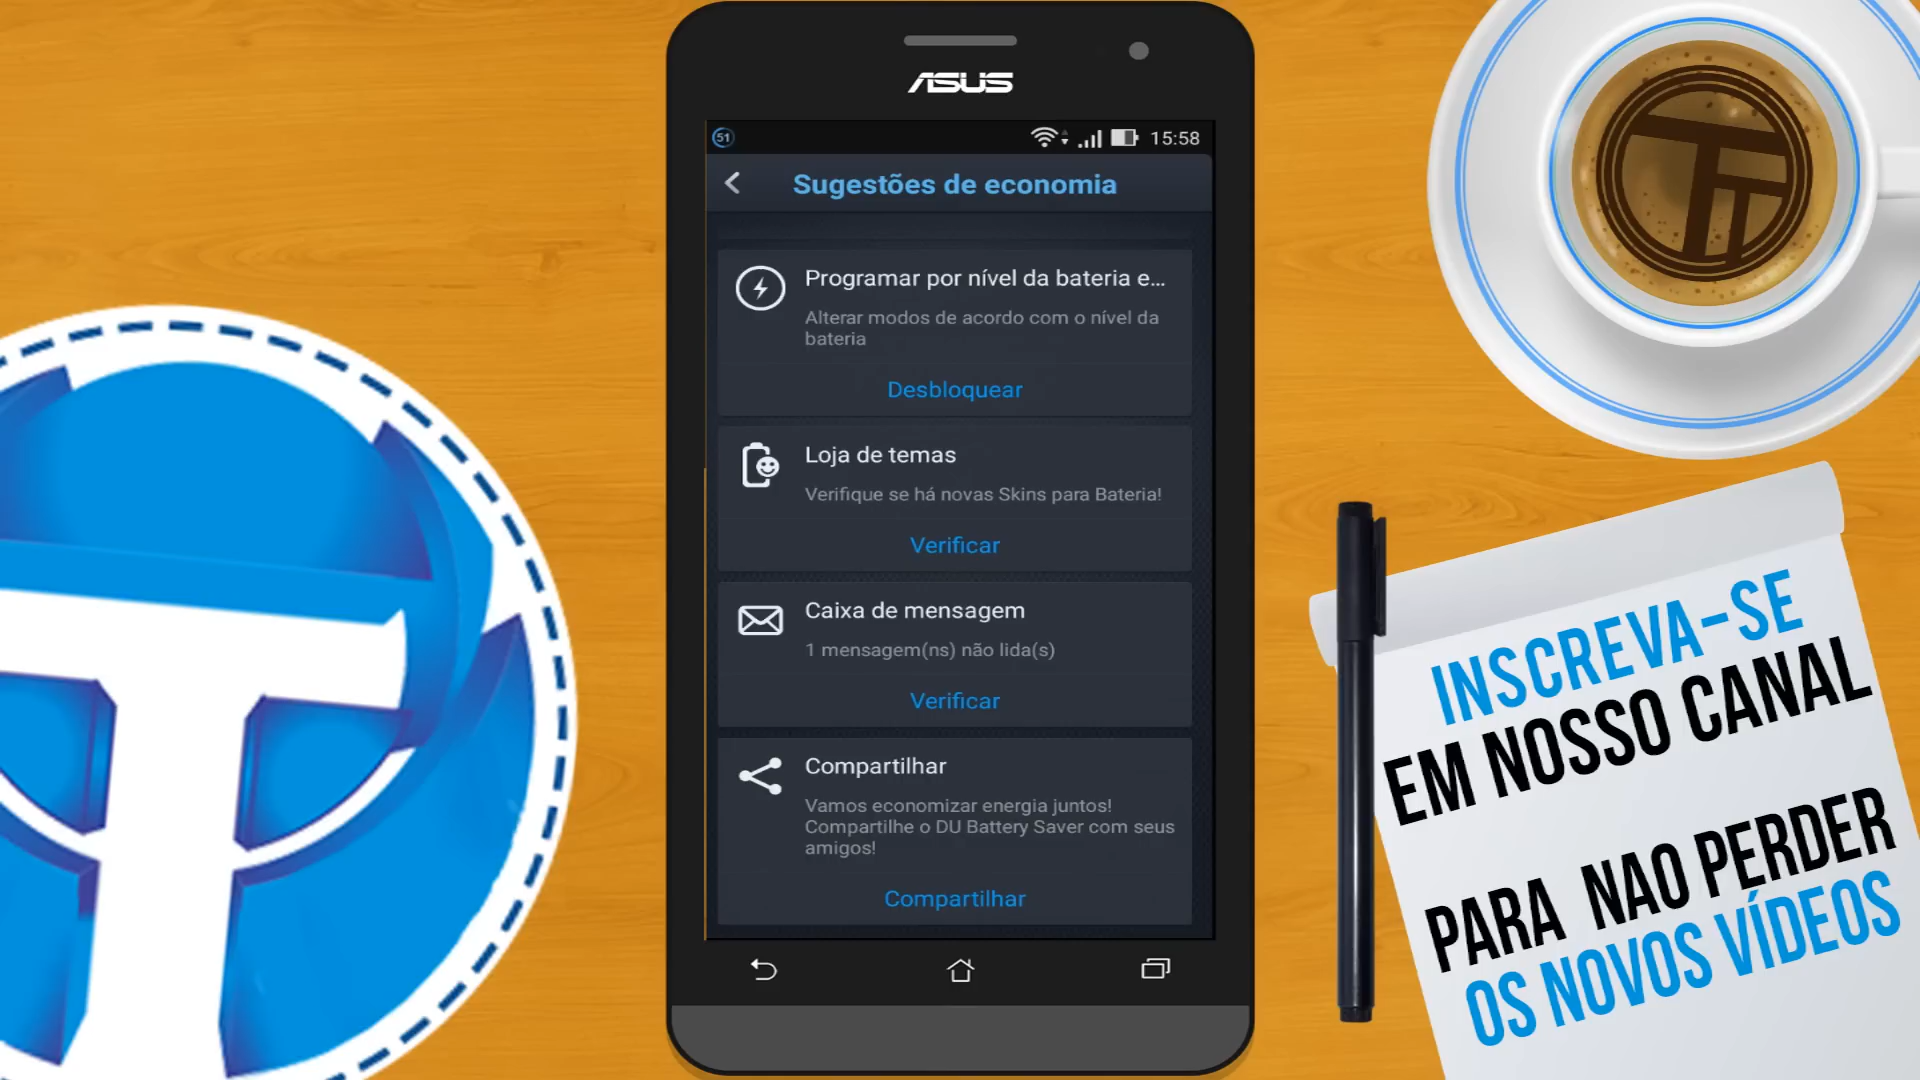 ASUS
51
15:58
Sugestões de economia
Programar por nível da bateria e...
Alterar modos de acordo com o nível da
bateria
Desbloquear
Loja de temas
Verifique se há novas Skins para Bateria!
Verificar
Caixa de mensagem
1 mensagem(ns) não lida(s)
Verificar
Compartilhar
Vamos economizar energia juntos!
Compartilhe o DU Battery Saver com seus
amigos!
Compartilhar
INSCREVA-SE
EM NOSSO CANAL
PARA NAO PERDER
OS NOVOS VÍDEOS